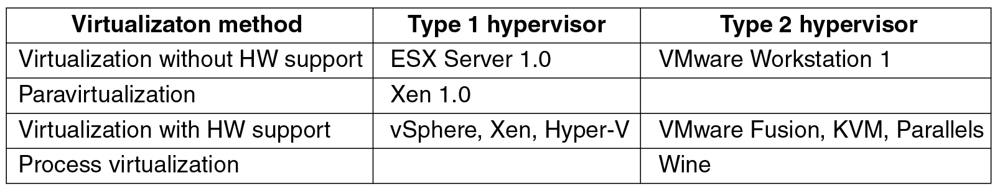 Virtualizaton method Type 1 hypervisor Type 2 hypervisor
Virtualization without HW support ESX Server 1.0 VMware Workstation 1
Paravirtualization Xen 1.0
Virtualization with HW support vSphere, Xen, Hyper-V VMware Fusion, KVM, Parallels
Process virtualization Wine